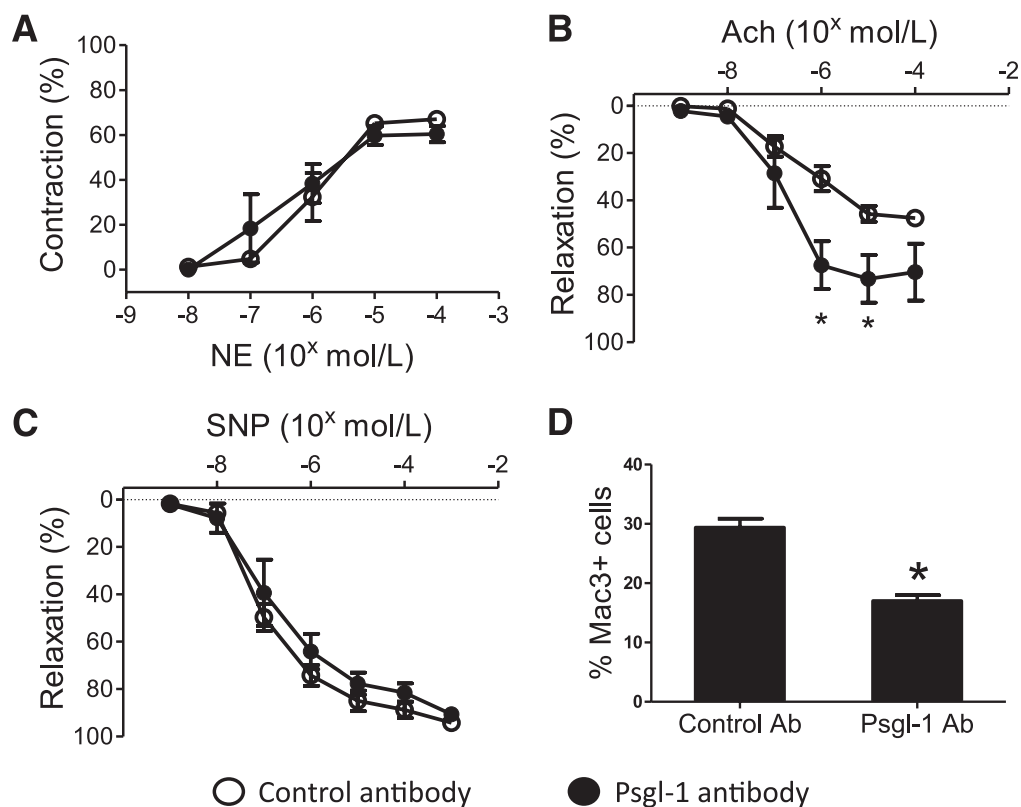 A
Contraction (%)
100
80
60
40
20
0
-9 -8 -7 -6 -5 -4 -3
NE (10ˣ mol/L)
B
Ach (10ˣ mol/L)
-8 -6 -4 -2
Relaxation (%)
0
20
40
60
80
100
* *
C
SNP (10ˣ mol/L)
-8 -6 -4 -2
Relaxation (%)
0
20
40
60
80
100
D
% Mac3+ cells
40
30
20
10
0
*
Control Ab Psgl-1 Ab
Control antibody Psgl-1 antibody